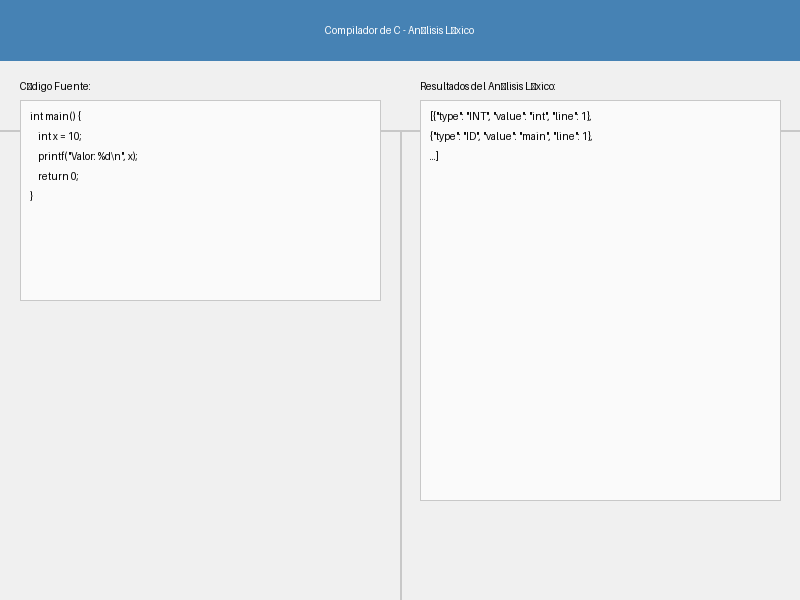 Compilador de C - An▯lisis L▯xico
C▯digo Fuente:
int main() {
    int x = 10;
    printf("Valor: %d\n", x);
    return 0;
}
Resultados del An▯lisis L▯xico:
[{"type": "INT", "value": "int", "line": 1},
{"type": "ID", "value": "main", "line": 1},
...]